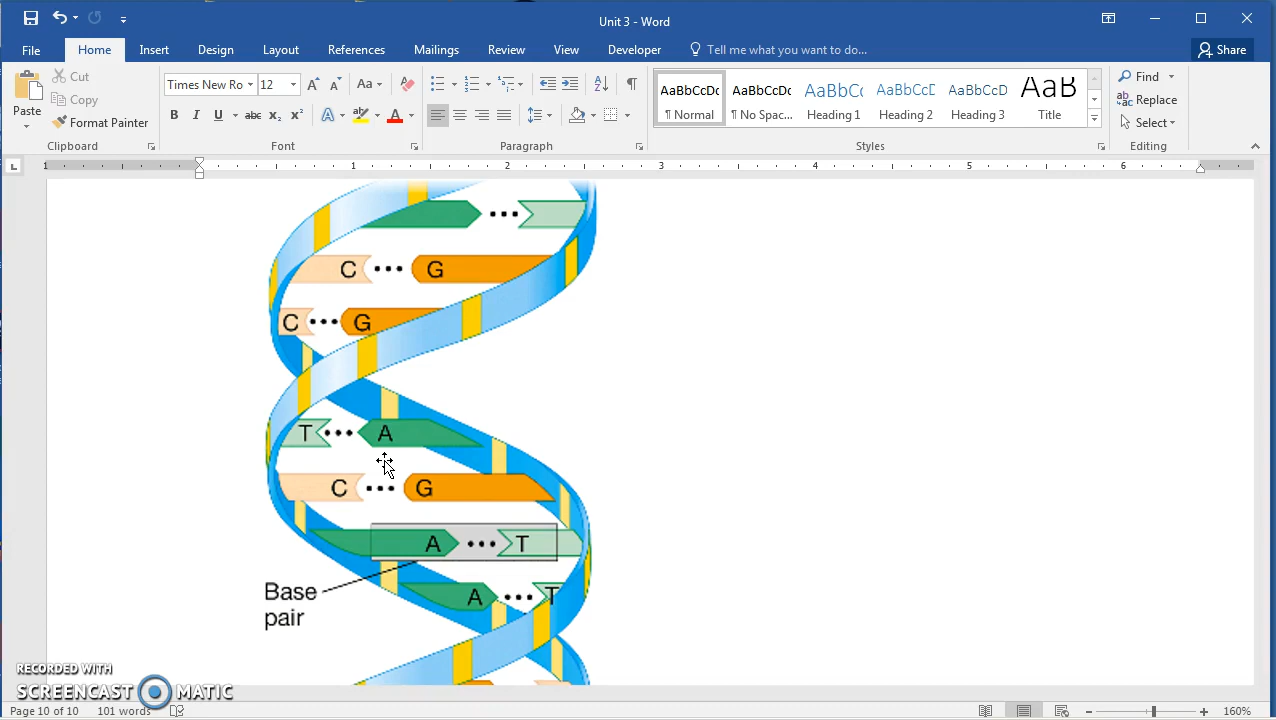 Unit 3 - Word
File Home Insert Design Layout References Mailings Review View Developer Tell me what you want to do... Share
Paste
Cut
Copy
Format Painter
Clipboard
Times New Ro 12
Aa
B I U abc x2 x2 A A
Font
Paragraph
AaBbCcDc AaBbCcDc AaBbCc AaBbCcC AaBbCcD AaB
¶ Normal ¶ No Spac... Heading 1 Heading 2 Heading 3 Title
Styles
Find
Replace
Select
Editing
1 1 2 3 4 5 6
C G
C G
T A
C G
A T
A T
Base
pair
RECORDED WITH
SCREENCAST MATIC
Page 10 of 10 101 words 160%